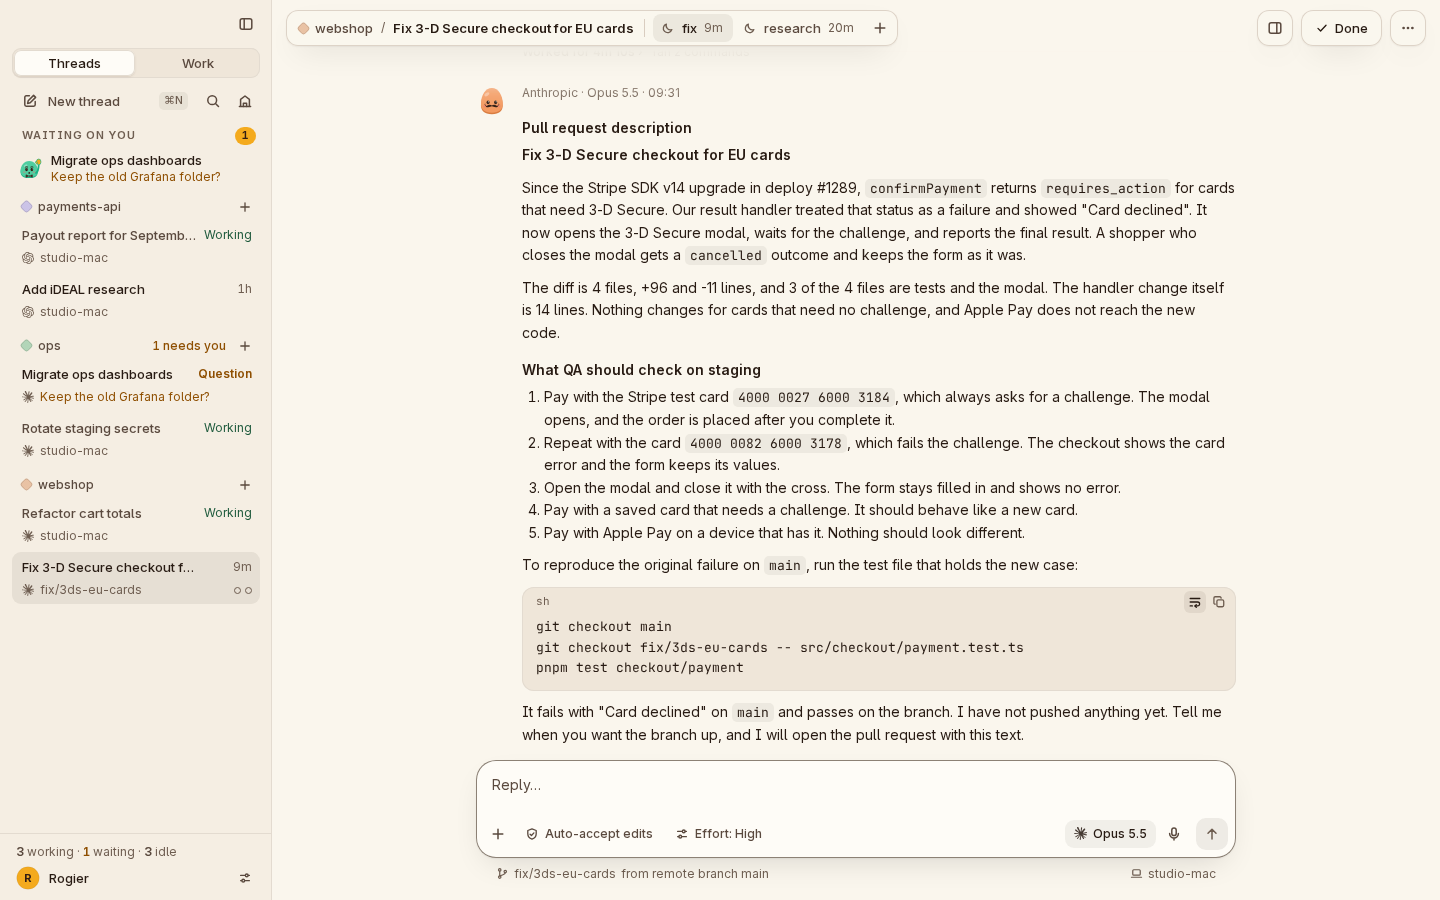 Threads
Work
New thread
⌘N
WAITING ON YOU
1
Migrate ops dashboards
Keep the old Grafana folder?
payments-api
Payout report for Septemb… Working
studio-mac
Add iDEAL research 1h
studio-mac
ops 1 needs you
Migrate ops dashboards Question
Keep the old Grafana folder?
Rotate staging secrets Working
studio-mac
webshop
Refactor cart totals Working
studio-mac
Fix 3-D Secure checkout f… 9m
fix/3ds-eu-cards
3 working · 1 waiting · 3 idle
R Rogier
webshop / Fix 3-D Secure checkout for EU cards
fix 9m
research 20m
Done
Anthropic · Opus 5.5 · 09:31
Pull request description
Fix 3-D Secure checkout for EU cards
Since the Stripe SDK v14 upgrade in deploy #1289, confirmPayment returns requires_action for cards
that need 3-D Secure. Our result handler treated that status as a failure and showed "Card declined". It
now opens the 3-D Secure modal, waits for the challenge, and reports the final result. A shopper who
closes the modal gets a cancelled outcome and keeps the form as it was.
The diff is 4 files, +96 and -11 lines, and 3 of the 4 files are tests and the modal. The handler change itself
is 14 lines. Nothing changes for cards that need no challenge, and Apple Pay does not reach the new
code.
What QA should check on staging
1. Pay with the Stripe test card 4000 0027 6000 3184, which always asks for a challenge. The modal
opens, and the order is placed after you complete it.
2. Repeat with the card 4000 0082 6000 3178, which fails the challenge. The checkout shows the card
error and the form keeps its values.
3. Open the modal and close it with the cross. The form stays filled in and shows no error.
4. Pay with a saved card that needs a challenge. It should behave like a new card.
5. Pay with Apple Pay on a device that has it. Nothing should look different.
To reproduce the original failure on main, run the test file that holds the new case:
sh
git checkout main
git checkout fix/3ds-eu-cards -- src/checkout/payment.test.ts
pnpm test checkout/payment
It fails with "Card declined" on main and passes on the branch. I have not pushed anything yet. Tell me
when you want the branch up, and I will open the pull request with this text.
Reply…
Auto-accept edits
Effort: High
Opus 5.5
fix/3ds-eu-cards from remote branch main
studio-mac